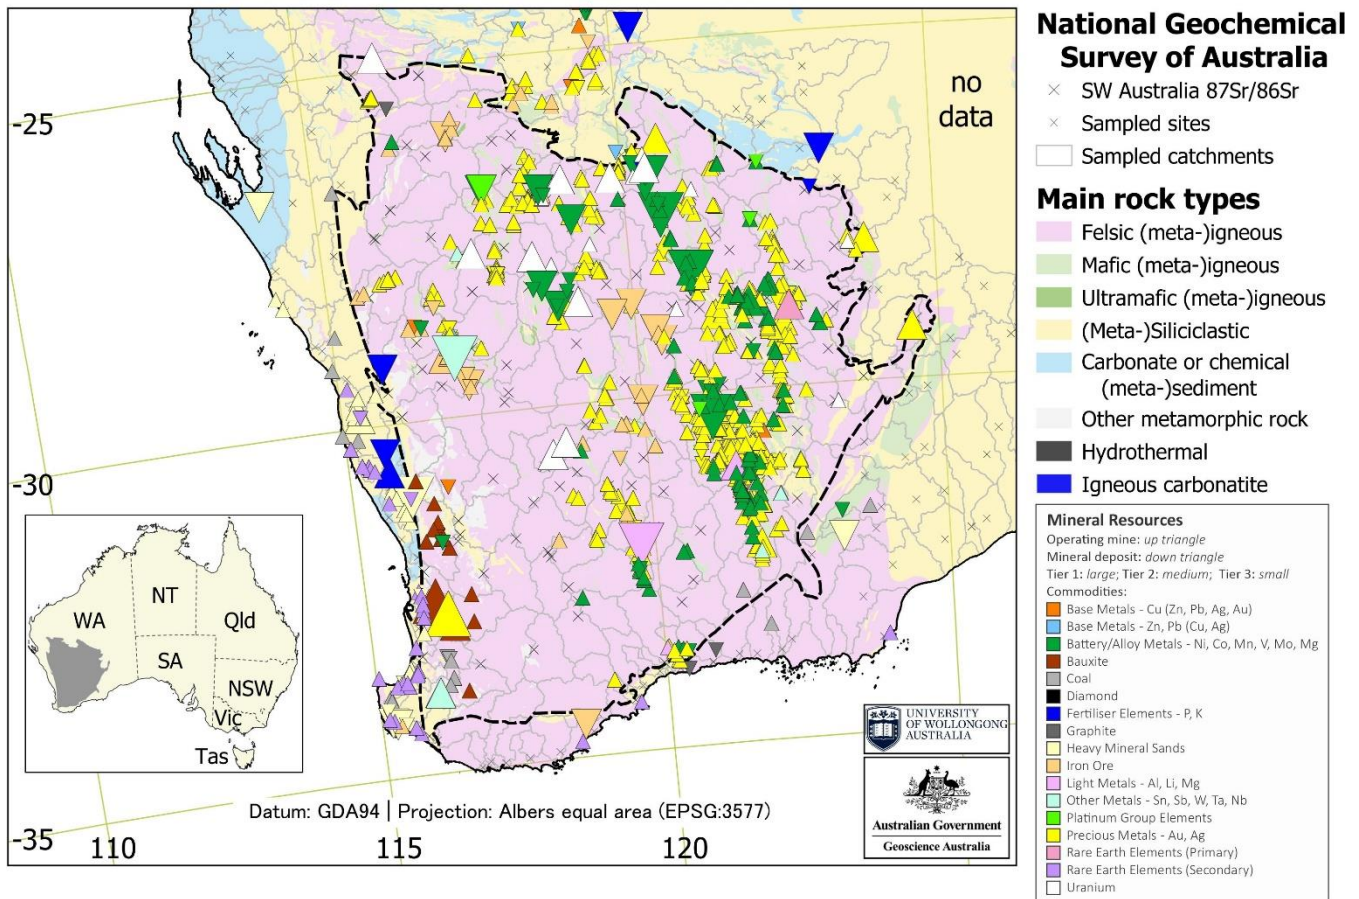 National Geochemical
Survey of Australia
SW Australia 87Sr/86Sr
Sampled sites
Sampled catchments
Main rock types
Felsic (meta-)igneous
Mafic (meta-)igneous
Ultramafic (meta-)igneous
(Meta-)Siliciclastic
Carbonate or chemical
(meta-)sediment
Other metamorphic rock
Hydrothermal
Igneous carbonatite
Mineral Resources
Operating mine: up triangle
Mineral deposit: down triangle
Tier 1: large; Tier 2: medium; Tier 3: small
Commodities:
Base Metals - Cu (Zn, Pb, Ag, Au)
Base Metals - Zn, Pb (Cu, Ag)
Battery/Alloy Metals - Ni, Co, Mn, V, Mo, Mg
Bauxite
Coal
Diamond
Fertiliser Elements - P, K
Graphite
Heavy Mineral Sands
Iron Ore
Light Metals - Al, Li, Mg
Other Metals - Sn, Sb, W, Ta, Nb
Platinum Group Elements
Precious Metals - Au, Ag
Rare Earth Elements (Primary)
Rare Earth Elements (Secondary)
Uranium
no
data
-25
-30
-35
110
115
120
WA
NT
Qld
SA
NSW
Vic
Tas
Datum: GDA94 | Projection: Albers equal area (EPSG:3577)
UNIVERSITY
OF WOLLONGONG
AUSTRALIA
Australian Government
Geoscience Australia